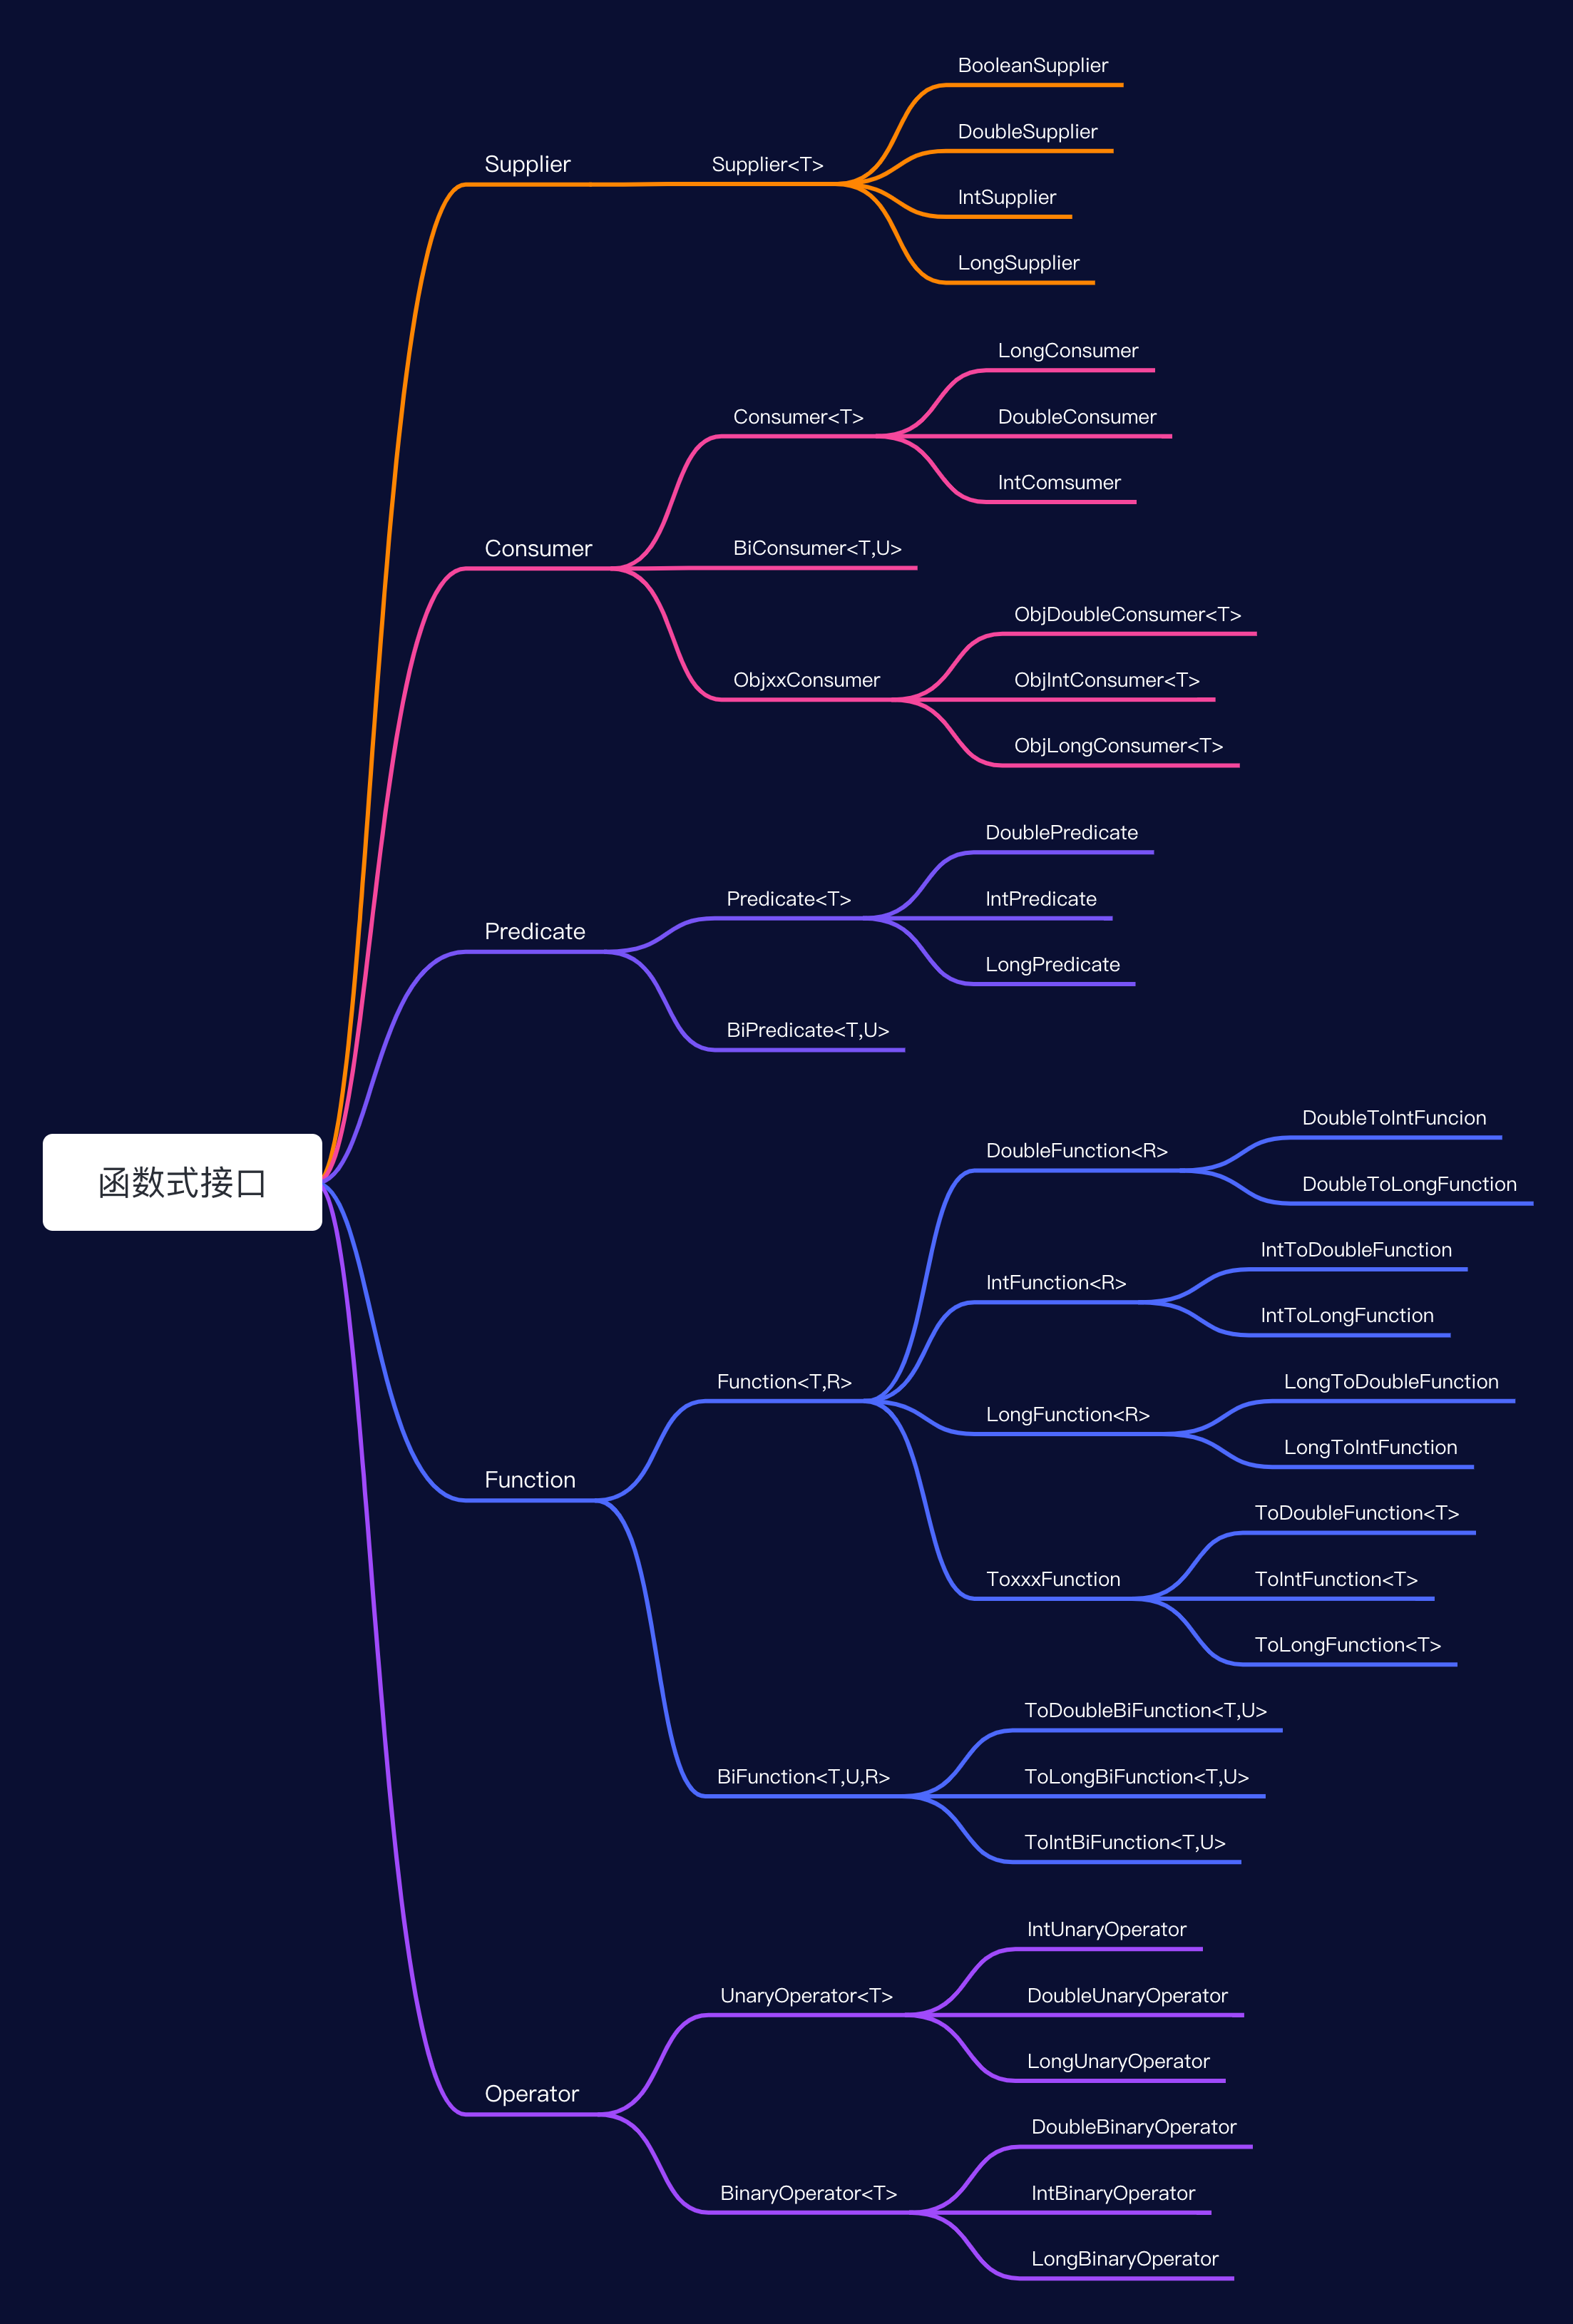 函数式接口
Supplier
Supplier<T>
BooleanSupplier
DoubleSupplier
IntSupplier
LongSupplier
Consumer
Consumer<T>
LongConsumer
DoubleConsumer
IntComsumer
BiConsumer<T,U>
ObjxxConsumer
ObjDoubleConsumer<T>
ObjIntConsumer<T>
ObjLongConsumer<T>
Predicate
Predicate<T>
DoublePredicate
IntPredicate
LongPredicate
BiPredicate<T,U>
Function
Function<T,R>
DoubleFunction<R>
DoubleToIntFuncion
DoubleToLongFunction
IntFunction<R>
IntToDoubleFunction
IntToLongFunction
LongFunction<R>
LongToDoubleFunction
LongToIntFunction
ToxxxFunction
ToDoubleFunction<T>
ToIntFunction<T>
ToLongFunction<T>
BiFunction<T,U,R>
ToDoubleBiFunction<T,U>
ToLongBiFunction<T,U>
ToIntBiFunction<T,U>
Operator
UnaryOperator<T>
IntUnaryOperator
DoubleUnaryOperator
LongUnaryOperator
BinaryOperator<T>
DoubleBinaryOperator
IntBinaryOperator
LongBinaryOperator